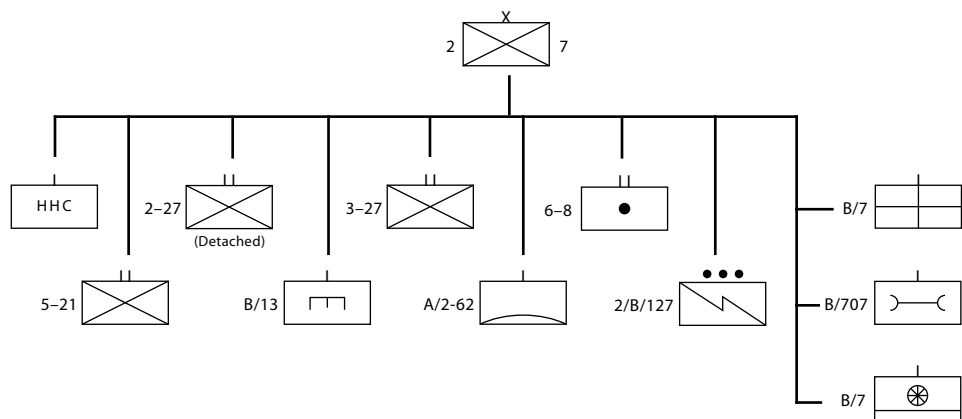 X
2
7
HHC
2–27
(Detached)
3–27
6–8
B/7
5–21
B/13
A/2-62
2/B/127
B/707
B/7